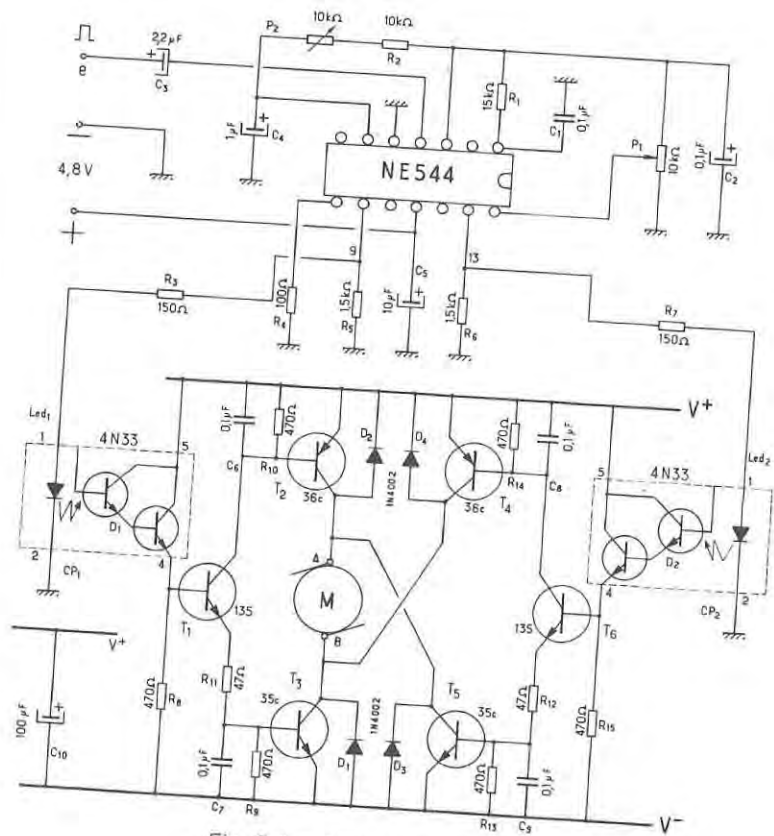 10kΩ
P2
10kΩ
R2
2,2µF
+
e
C3
15kΩ
R1
C1
0,1µF
1µF
+
C4
P1
10kΩ
0,1µF
+
C2
NE544
4,8V
+
9
13
R3
150Ω
100Ω
R4
1,5kΩ
R5
C5
10µF
+
1,5kΩ
R6
R7
150Ω
V+
Led1
1
4N33
5
D1
4
2
CP1
0,1µF
C6
470Ω
R10
T2
36c
D2
D4
1N4002
36c
T4
470Ω
R14
0,1µF
C8
Led2
1
4N33
5
D2
4
2
CP2
A
M
B
T1
135
135
T6
V+
100µF
+
C10
470Ω
R8
R11
47Ω
T3
35c
1N4002
T5
35c
47Ω
R12
470Ω
R15
0,1µF
C7
470Ω
R9
D1
D3
470Ω
R13
0,1µF
C9
V-